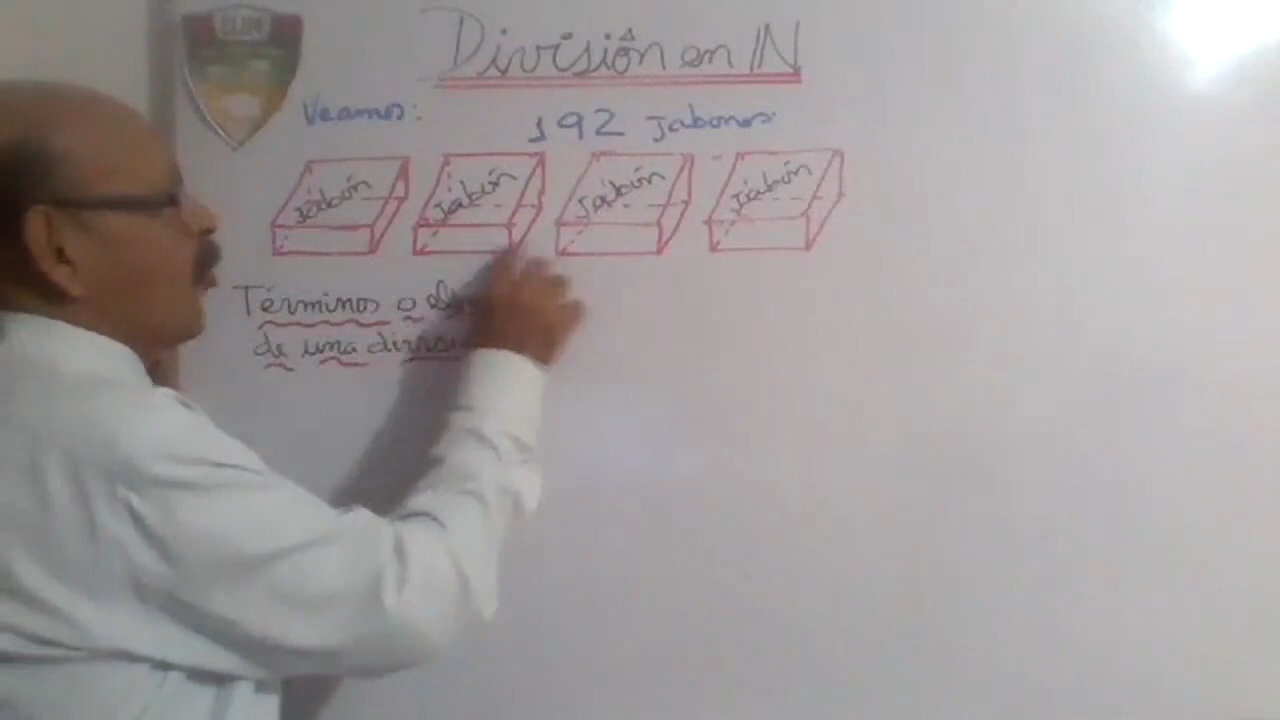 División en IN
Veamos:
192 Jabones
Jabón Jabón Jabón Jabón
Términos o
de una